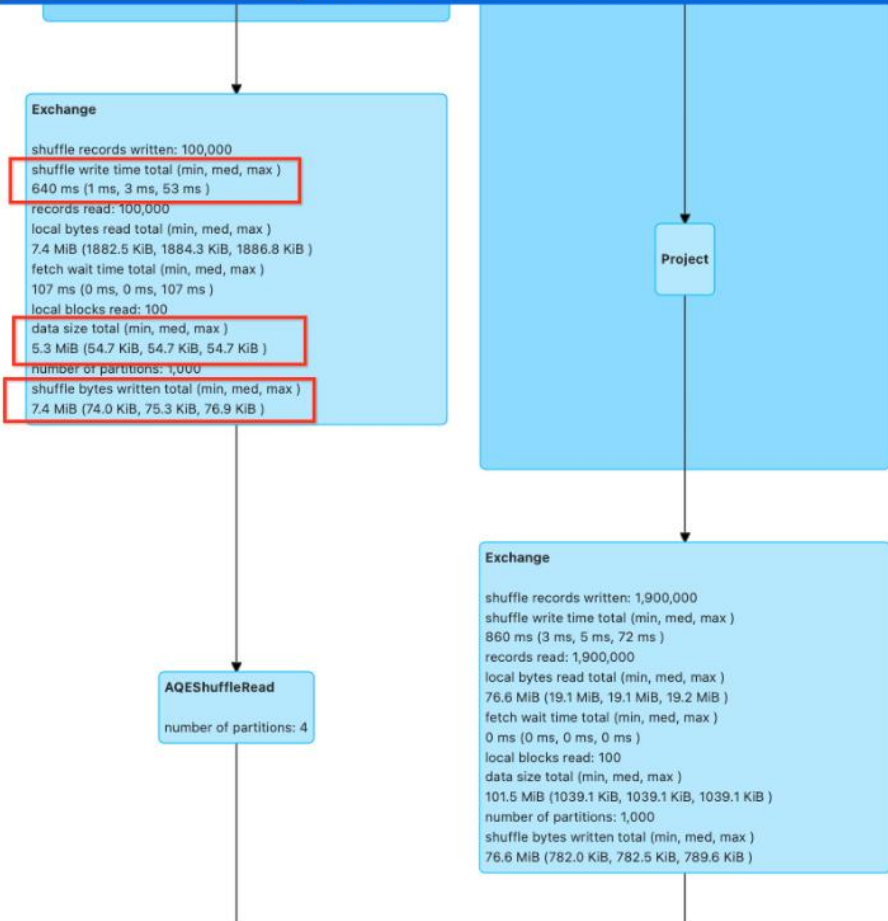 Exchange
shuffle records written: 100,000
shuffle write time total (min, med, max )
640 ms (1 ms, 3 ms, 53 ms )
records read: 100,000
local bytes read total (min, med, max )
7.4 MiB (1882.5 KiB, 1884.3 KiB, 1886.8 KiB )
fetch wait time total (min, med, max )
107 ms (0 ms, 0 ms, 107 ms )
local blocks read: 100
data size total (min, med, max )
5.3 MiB (54.7 KiB, 54.7 KiB, 54.7 KiB )
number of partitions: 1,000
shuffle bytes written total (min, med, max )
7.4 MiB (74.0 KiB, 75.3 KiB, 76.9 KiB )
AQEShuffleRead
number of partitions: 4
Project
Exchange
shuffle records written: 1,900,000
shuffle write time total (min, med, max )
860 ms (3 ms, 5 ms, 72 ms )
records read: 1,900,000
local bytes read total (min, med, max )
76.6 MiB (19.1 MiB, 19.1 MiB, 19.2 MiB )
fetch wait time total (min, med, max )
0 ms (0 ms, 0 ms, 0 ms )
local blocks read: 100
data size total (min, med, max )
101.5 MiB (1039.1 KiB, 1039.1 KiB, 1039.1 KiB )
number of partitions: 1,000
shuffle bytes written total (min, med, max )
76.6 MiB (782.0 KiB, 782.5 KiB, 789.6 KiB )